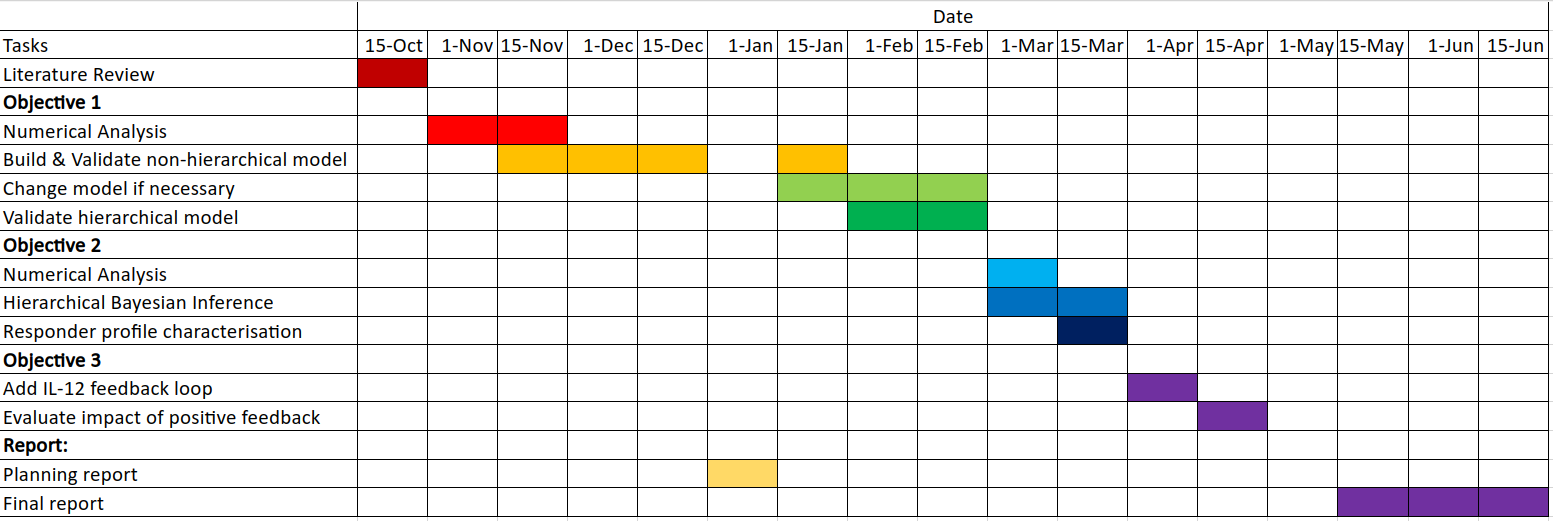 Date
Tasks 15-Oct 1-Nov 15-Nov 1-Dec 15-Dec 1-Jan 15-Jan 1-Feb 15-Feb 1-Mar 15-Mar 1-Apr 15-Apr 1-May 15-May 1-Jun 15-Jun
Literature Review
Objective 1
Numerical Analysis
Build & Validate non-hierarchical model
Change model if necessary
Validate hierarchical model
Objective 2
Numerical Analysis
Hierarchical Bayesian Inference
Responder profile characterisation
Objective 3
Add IL-12 feedback loop
Evaluate impact of positive feedback
Report:
Planning report
Final report